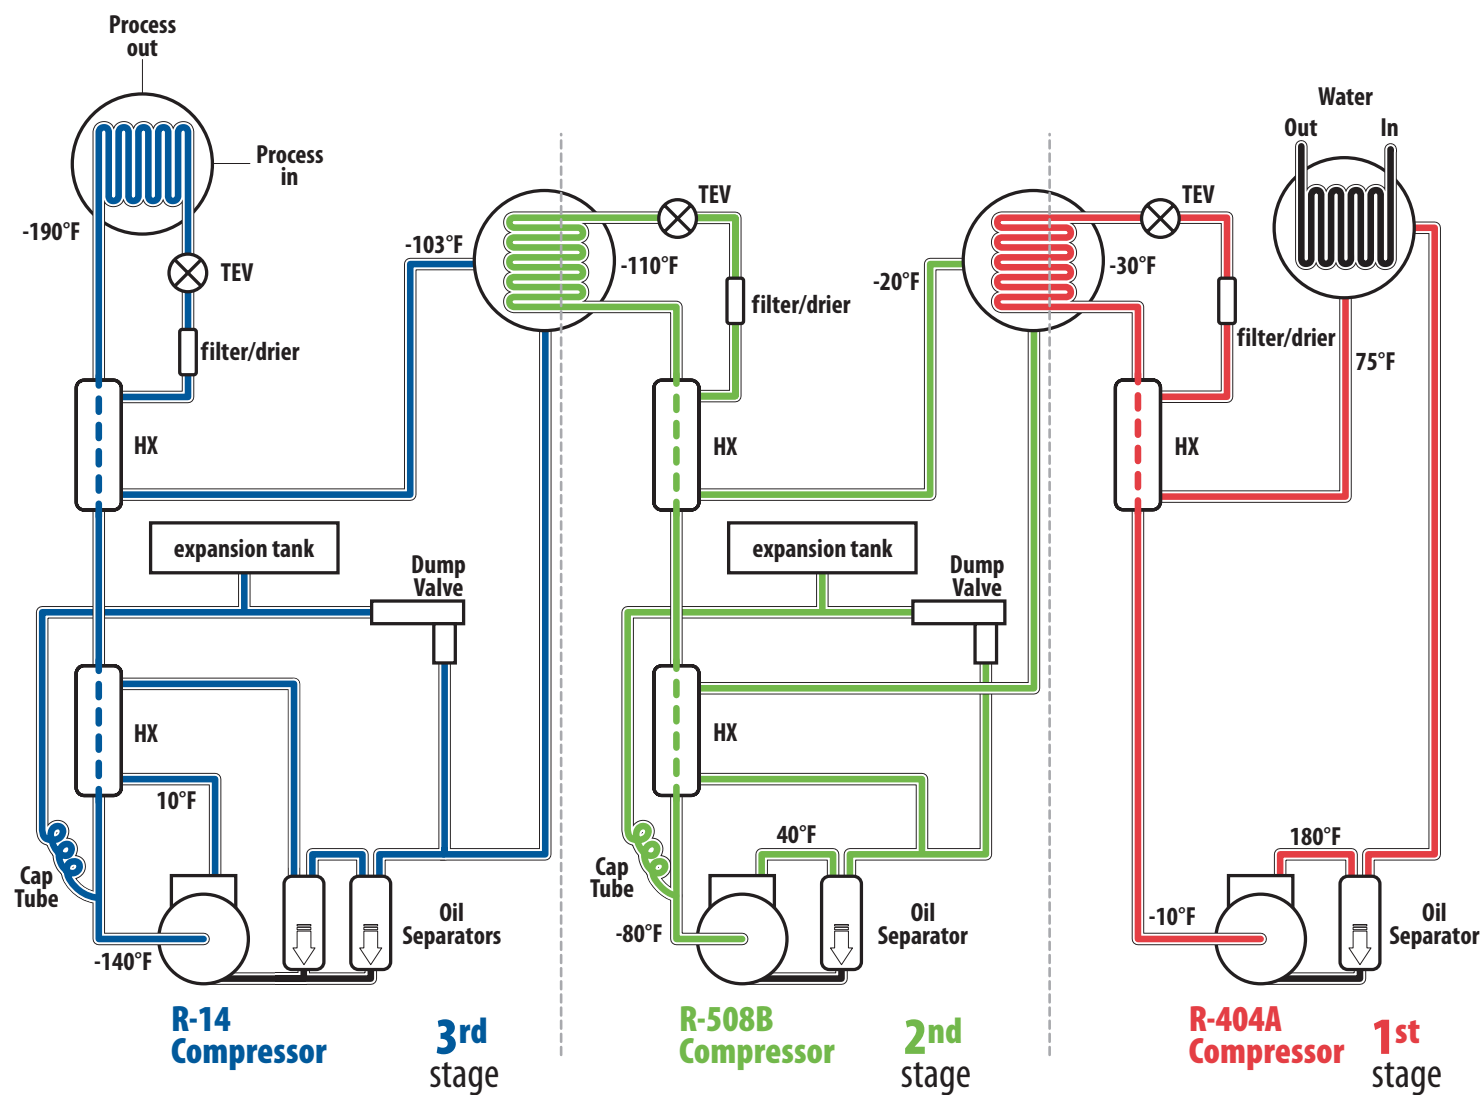 Process
out
Process
in
-190°F
TEV
filter/drier
HX
-103°F
expansion tank
Dump
Valve
HX
10°F
Cap
Tube
-140°F
Oil
Separators
R-14
Compressor
3rd
stage
TEV
-110°F
filter/drier
HX
-20°F
expansion tank
Dump
Valve
HX
40°F
Cap
Tube
-80°F
Oil
Separator
R-508B
Compressor
2nd
stage
Water
Out
In
TEV
-30°F
filter/drier
75°F
HX
180°F
-10°F
Oil
Separator
R-404A
Compressor
1st
stage